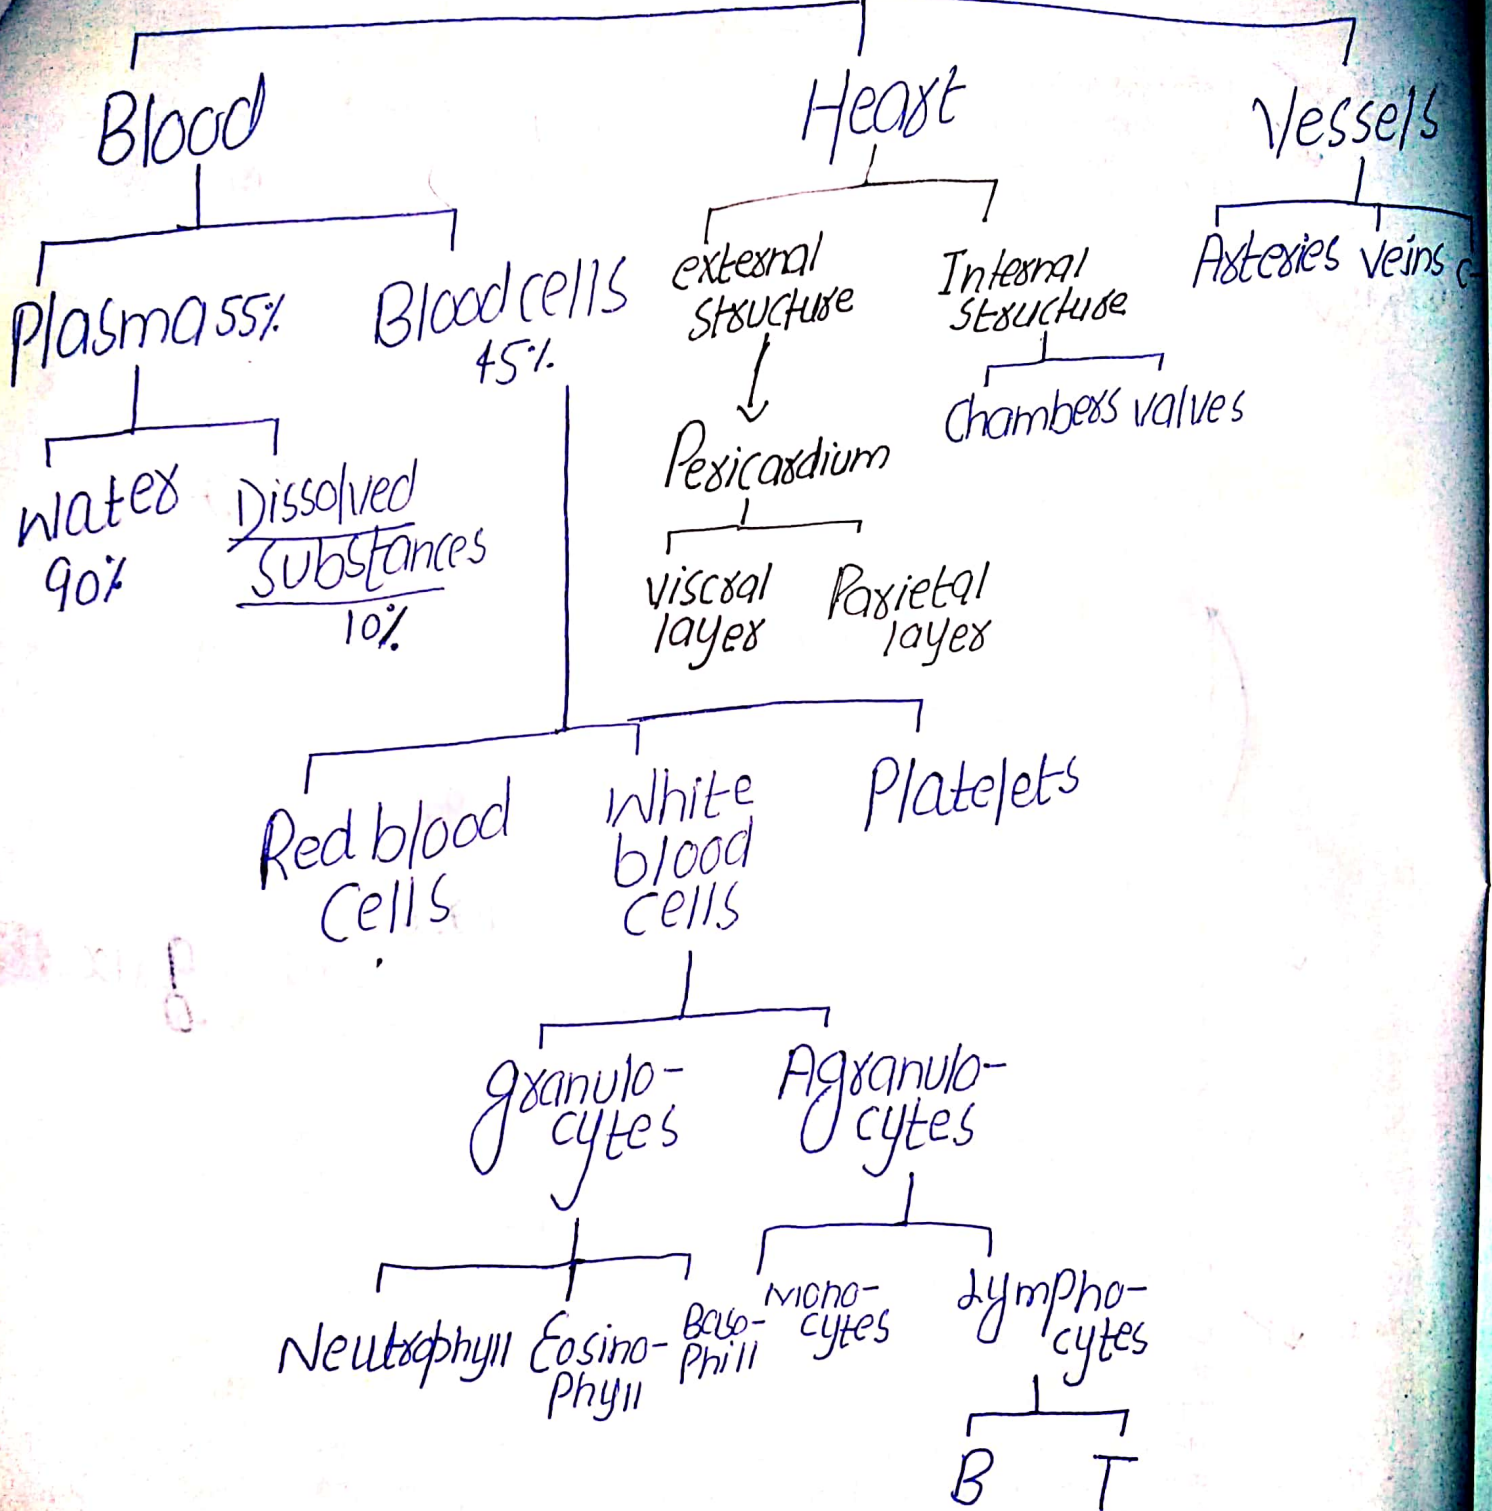 Blood
Heart
Vessels
Plasma 55%
Blood cells
45%
external
structure
Internal
structure
Arteries veins
Chambers valves
Pericardium
Water
90%
Dissolved
Substances
10%
viscral
layer
Parietal
layer
Red blood
Cells
White
blood
cells
Platelets
granulo-
cytes
Agranulo-
cytes
Neutrophyll
Eosino-
Phyll
Baso-
Phill
Mono-
cytes
Lympho-
cytes
B T